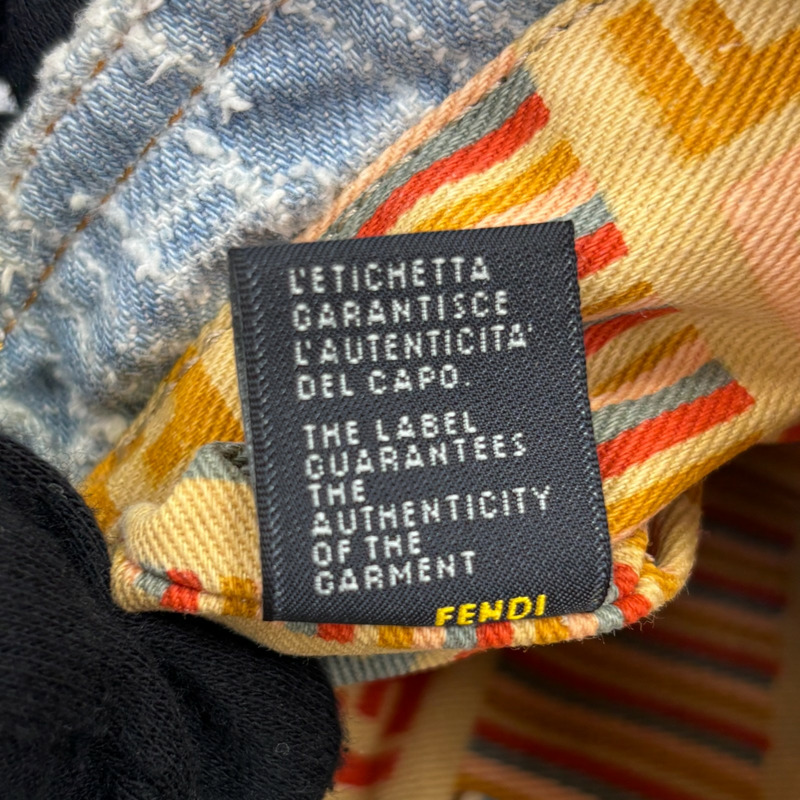 L'ETICHETTA
GARANTISCE
L'AUTENTICITA'
DEL CAPO.
THE LABEL
GUARANTEES
THE
AUTHENTICITY
OF THE
GARMENT
FENDI